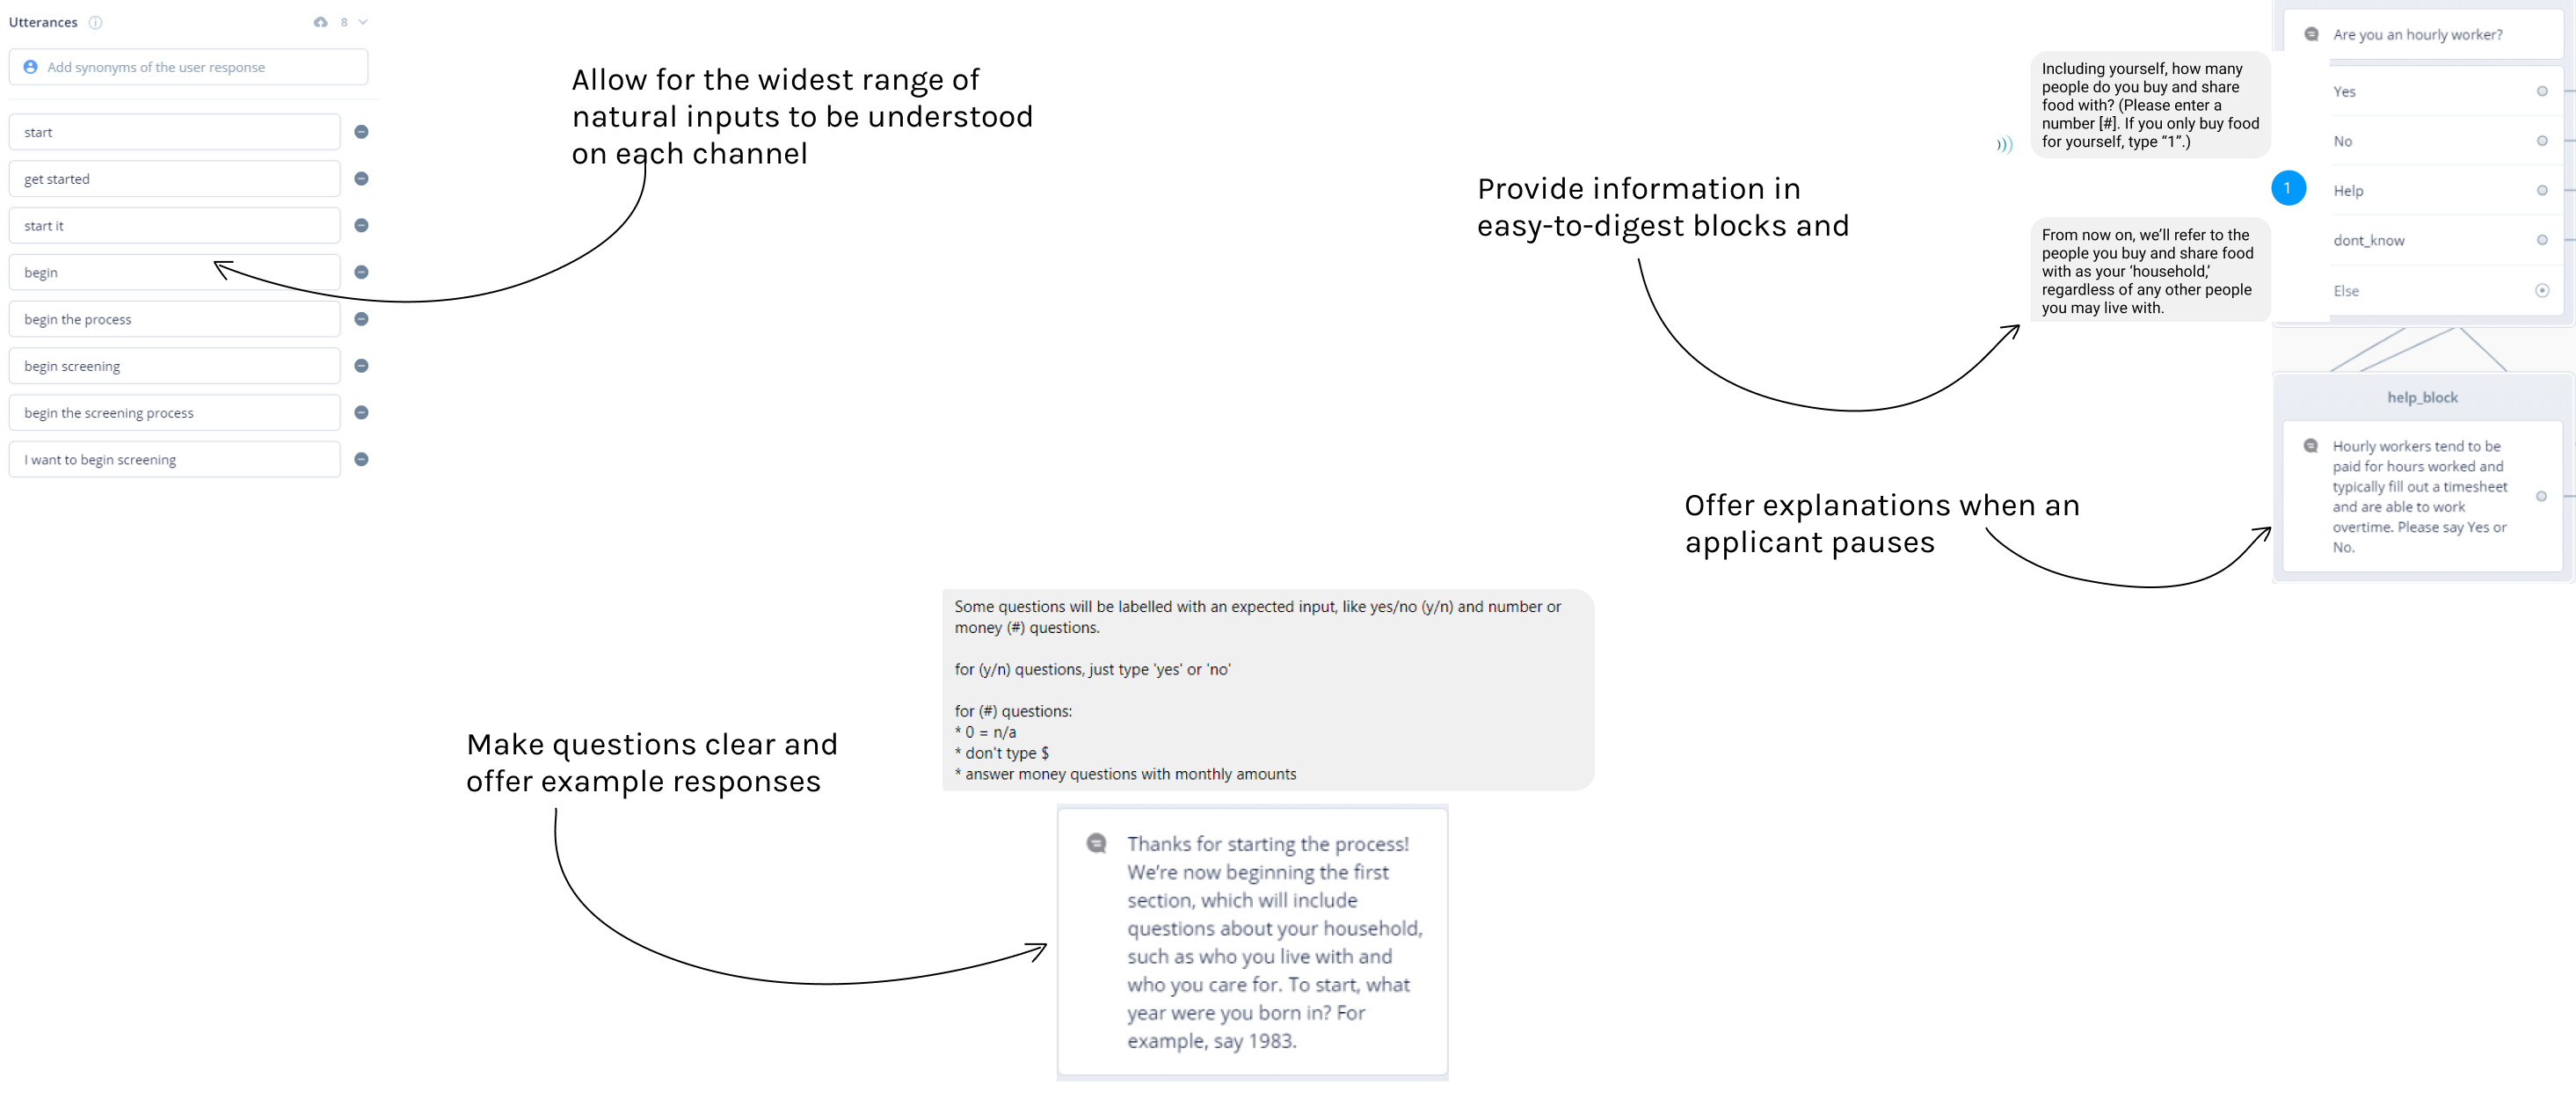 Utterances
8
Add synonyms of the user response
start
get started
start it
begin
begin the process
begin screening
begin the screening process
I want to begin screening
Allow for the widest range of
natural inputs to be understood
on each channel
Provide information in
easy-to-digest blocks and
Including yourself, how many
people do you buy and share
food with? (Please enter a
number [#]. If you only buy food
for yourself, type “1”.)
1
From now on, we’ll refer to the
people you buy and share food
with as your ‘household,’
regardless of any other people
you may live with.
Are you an hourly worker?
Yes
No
Help
dont_know
Else
help_block
Hourly workers tend to be
paid for hours worked and
typically fill out a timesheet
and are able to work
overtime. Please say Yes or
No.
Offer explanations when an
applicant pauses
Some questions will be labelled with an expected input, like yes/no (y/n) and number or
money (#) questions.
for (y/n) questions, just type 'yes' or 'no'
for (#) questions:
* 0 = n/a
* don't type $
* answer money questions with monthly amounts
Make questions clear and
offer example responses
Thanks for starting the process!
We're now beginning the first
section, which will include
questions about your household,
such as who you live with and
who you care for. To start, what
year were you born in? For
example, say 1983.